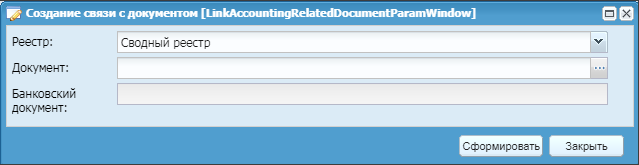 Создание связи с документом [LinkAccountingRelatedDocumentParamWindow]
Реестр: Сводный реестр
Документ:
Банковский
документ:
Сформировать Закрыть